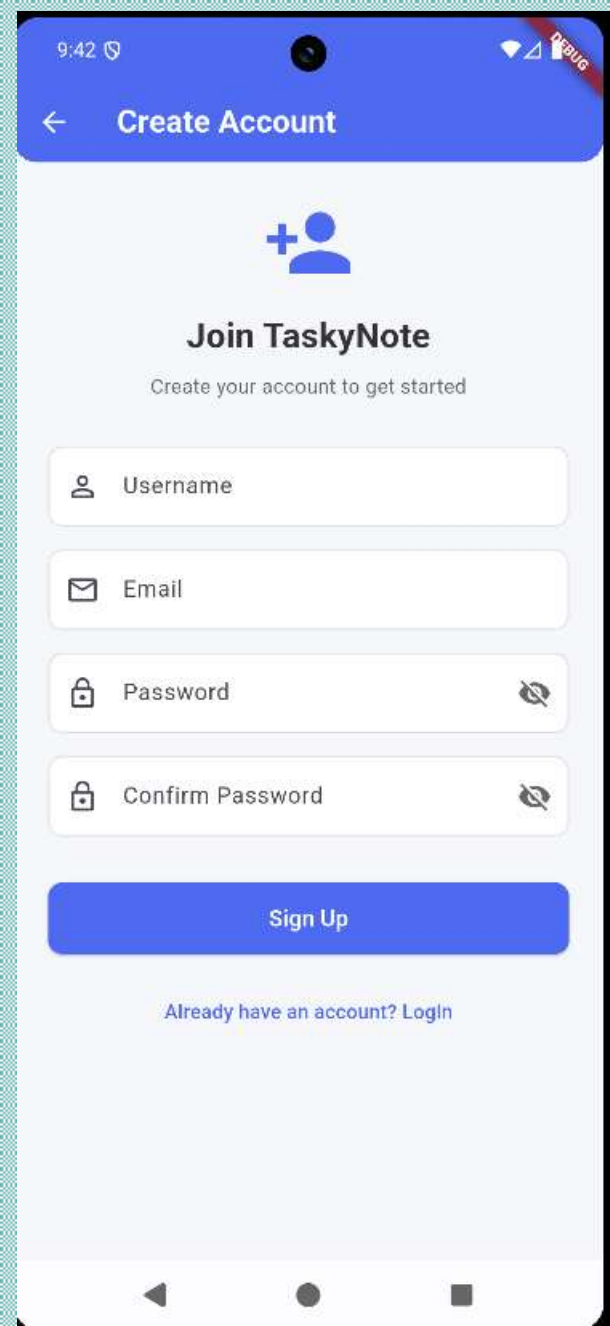 9:42
DEBUG
Create Account
Join TaskyNote
Create your account to get started
Username
Email
Password
Confirm Password
Sign Up
Already have an account? LogIn